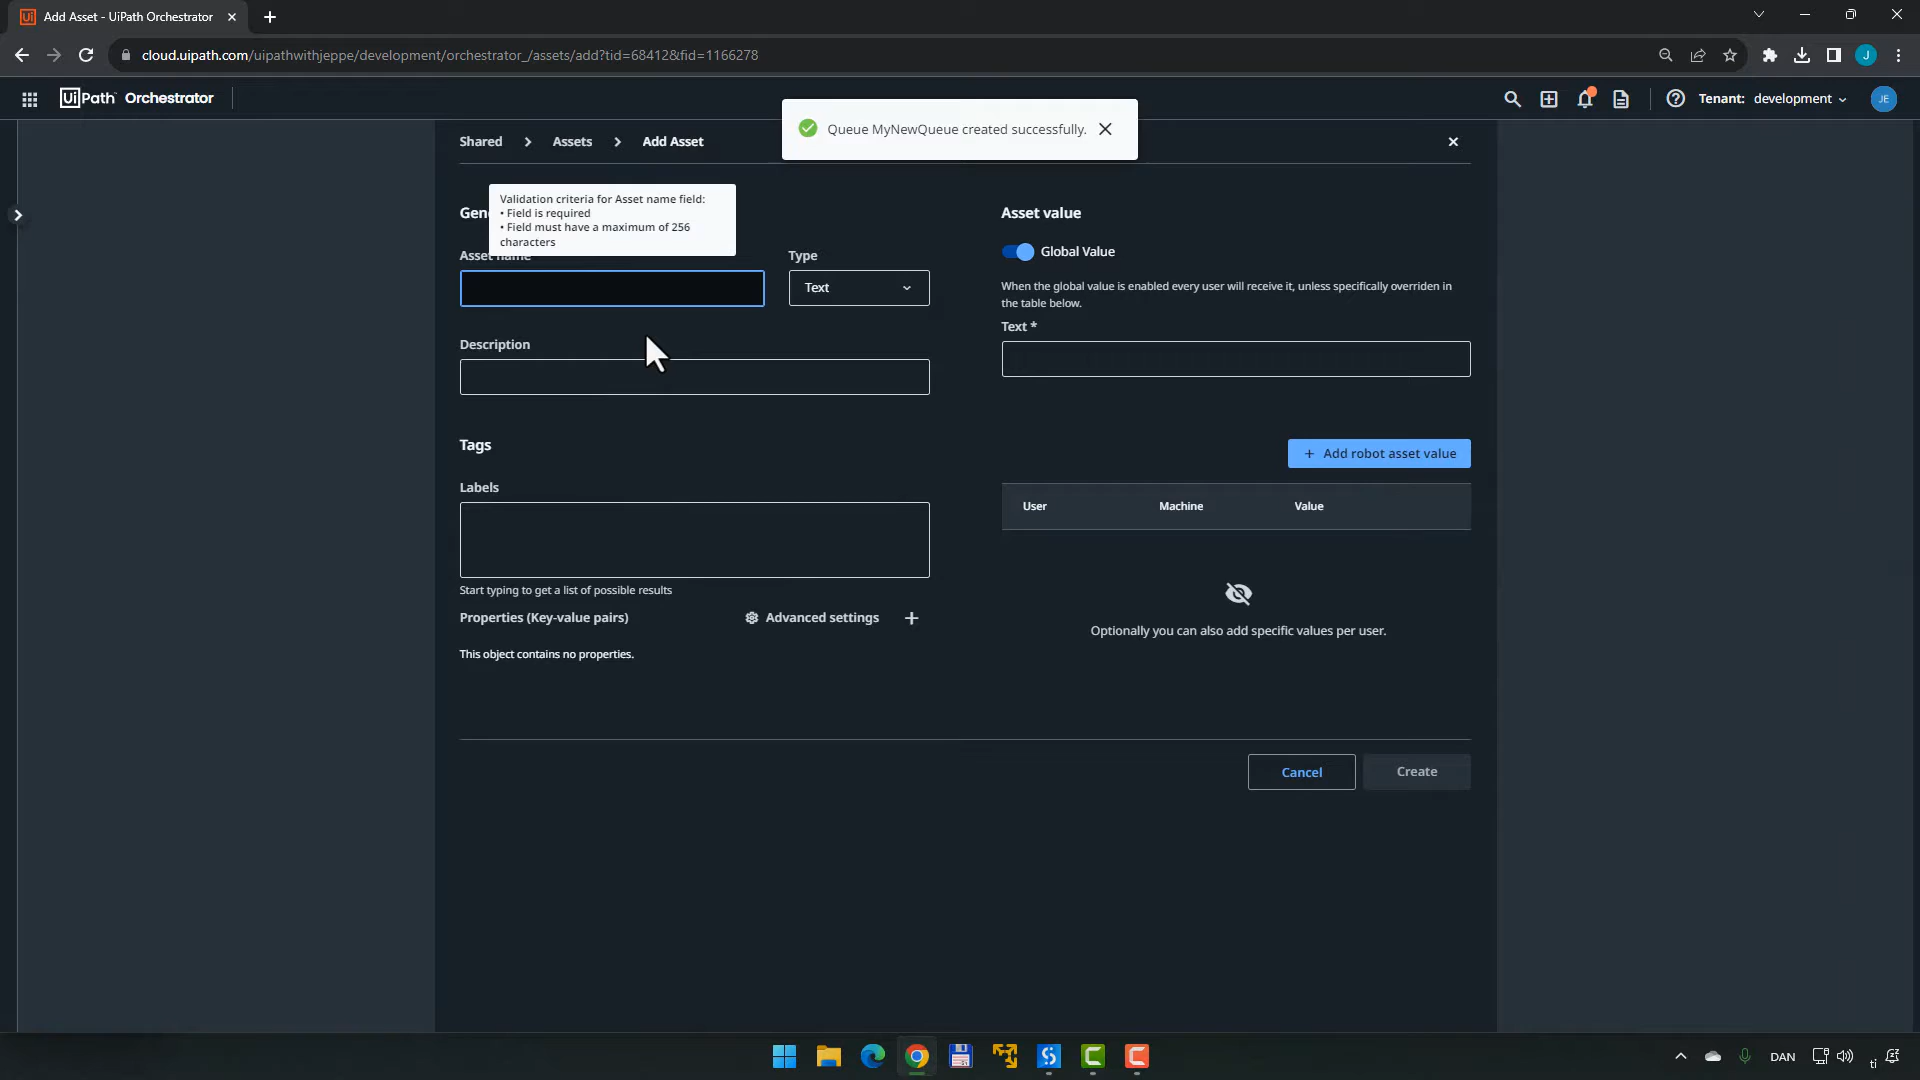 Add Asset - UiPath Orchestrator
cloud.uipath.com/uipathwithjeppe/development/orchestrator_/assets/add?tid=68412&fid=1166278
J
UiPath Orchestrator
Tenant: development
JE
Queue MyNewQueue created successfully.
Shared > Assets > Add Asset
Validation criteria for Asset name field:
• Field is required
• Field must have a maximum of 256
characters
Gen
Asset name
Type
Text
Description
Tags
Labels
Start typing to get a list of possible results
Properties (Key-value pairs)
Advanced settings
This object contains no properties.
Asset value
Global Value
When the global value is enabled every user will receive it, unless specifically overriden in
the table below.
Text *
+ Add robot asset value
User Machine Value
Optionally you can also add specific values per user.
Cancel
Create
DAN